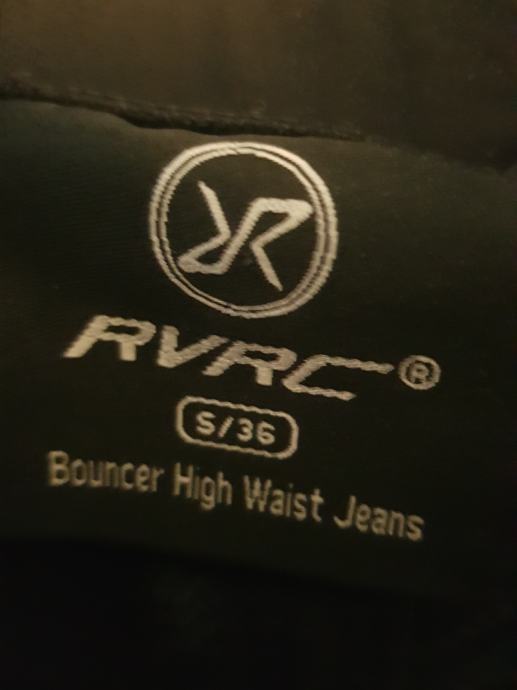 RVRC®
S/36
Bouncer High Waist Jeans